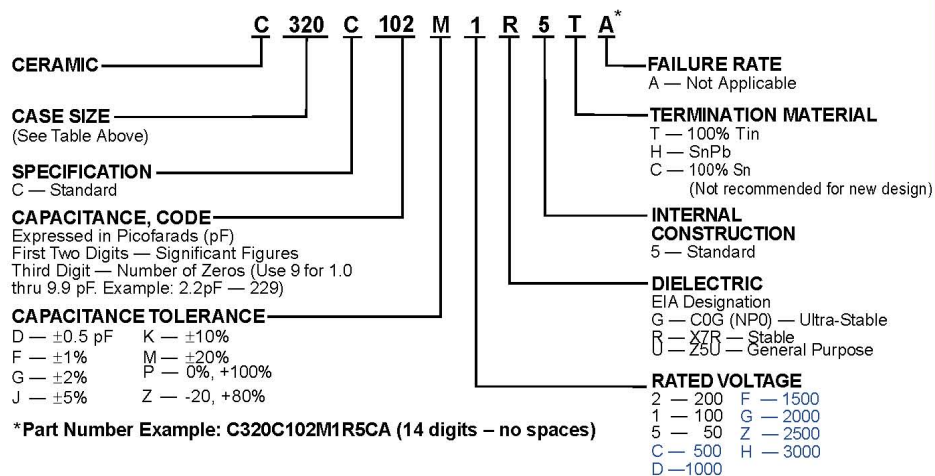 C 320 C 102 M 1 R 5 T A*
CERAMIC
CASE SIZE
(See Table Above)
SPECIFICATION
C — Standard
CAPACITANCE, CODE
Expressed in Picofarads (pF)
First Two Digits — Significant Figures
Third Digit — Number of Zeros (Use 9 for 1.0
thru 9.9 pF. Example: 2.2pF — 229)
CAPACITANCE TOLERANCE
D — ±0.5 pF K — ±10%
F — ±1% M — ±20%
G — ±2% P — 0%, +100%
J — ±5% Z — -20, +80%
*Part Number Example: C320C102M1R5CA (14 digits – no spaces)
FAILURE RATE
A — Not Applicable
TERMINATION MATERIAL
T — 100% Tin
H — SnPb
C — 100% Sn
(Not recommended for new design)
INTERNAL
CONSTRUCTION
5 — Standard
DIELECTRIC
EIA Designation
G — C0G (NP0) — Ultra-Stable
R — X7R — Stable
U — Z5U — General Purpose
RATED VOLTAGE
2 — 200 F — 1500
1 — 100 G — 2000
5 — 50 Z — 2500
C — 500 H — 3000
D —1000